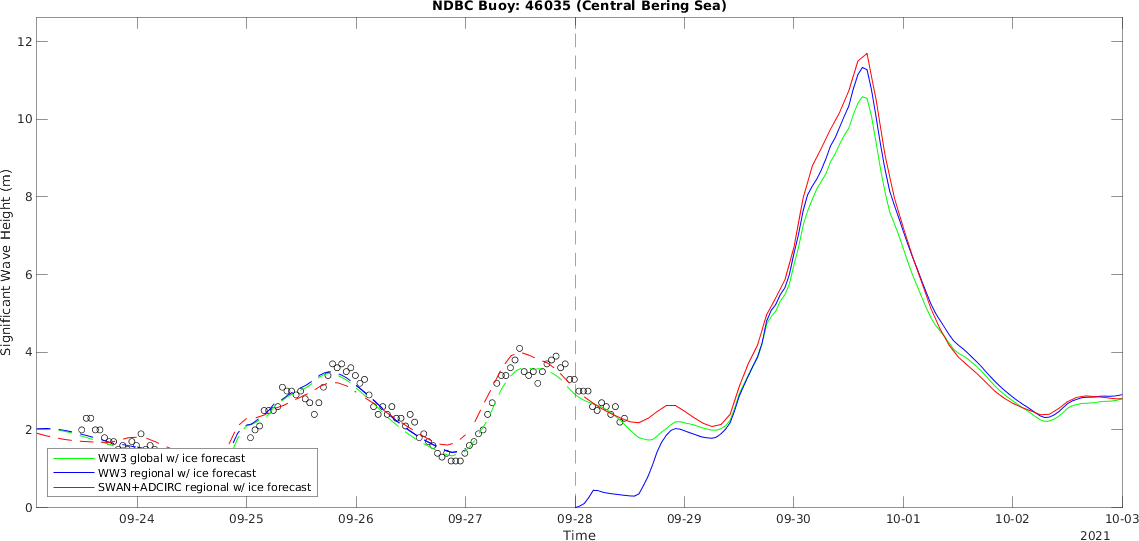 NDBC Buoy: 46035 (Central Bering Sea)
12
10
8
6
4
2
0
Significant Wave Height (m)
WW3 global w/ ice forecast
WW3 regional w/ ice forecast
SWAN+ADCIRC regional w/ ice forecast
09-24 09-25 09-26 09-27 09-28 09-29 09-30 10-01 10-02 10-03
Time
2021